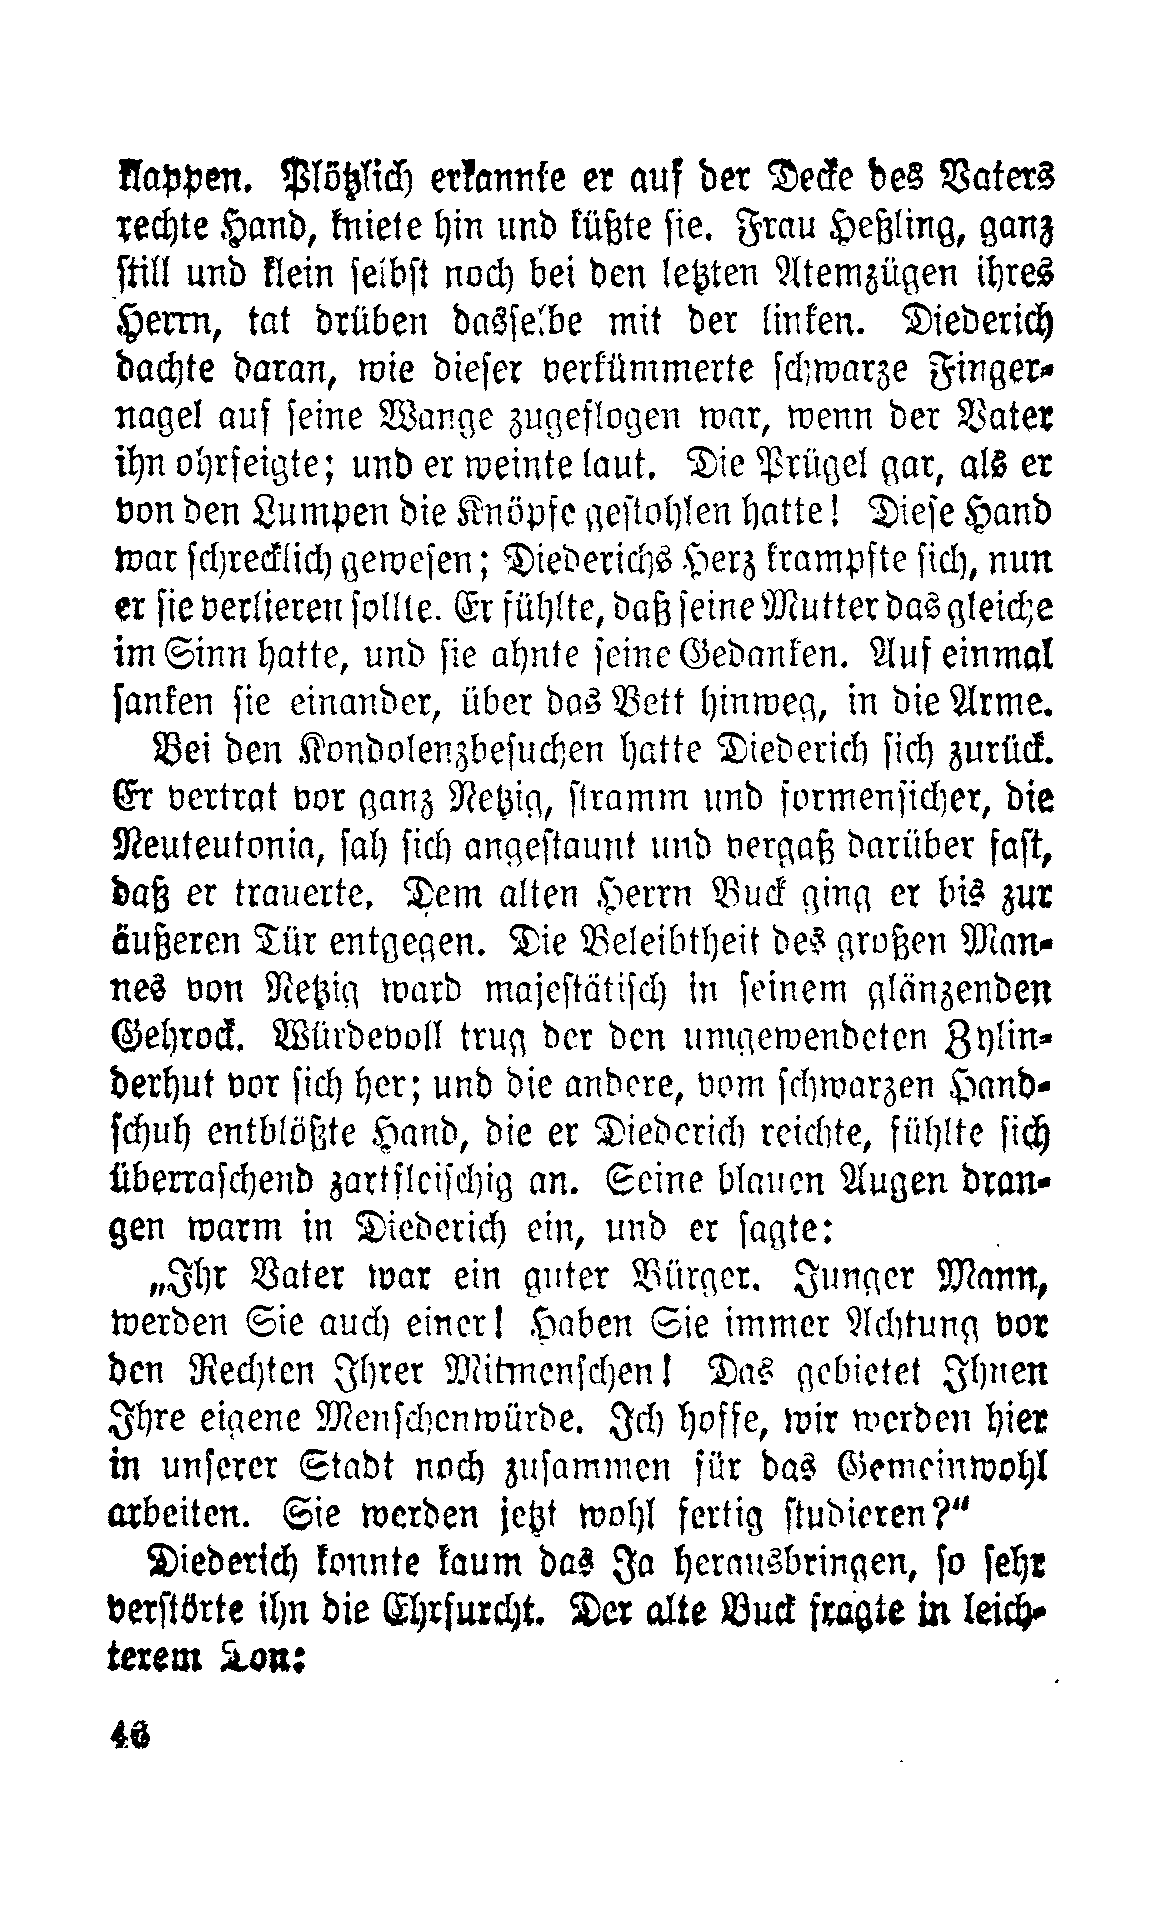 klappen. Plötzlich erkannte er auf der Decke des Vaters
rechte Hand, kniete hin und küßte sie. Frau Heßling, ganz
still und klein selbst noch bei den letzten Atemzügen ihres
Herrn, tat drüben dasselbe mit der linken. Diederich
dachte daran, wie dieser verkümmerte schwarze Finger-
nagel auf seine Wange zugeflogen war, wenn der Vater
ihn ohrfeigte; und er weinte laut. Die Prügel gar, als er
von den Lumpen die Knöpfe gestohlen hatte! Diese Hand
war schrecklich gewesen; Diederichs Herz krampfte sich, nun
er sie verlieren sollte. Er fühlte, daß seine Mutter das gleiche
im Sinn hatte, und sie ahnte seine Gedanken. Auf einmal
sanken sie einander, über das Bett hinweg, in die Arme.
Bei den Kondolenzbesuchen hatte Diederich sich zurück.
Er vertrat vor ganz Netzig, stramm und formensicher, die
Neuteutonia, sah sich angestaunt und vergaß darüber fast,
daß er trauerte. Dem alten Herrn Buck ging er bis zur
äußeren Tür entgegen. Die Beleibtheit des großen Man-
nes von Netzig ward majestätisch in seinem glänzenden
Gehrock. Würdevoll trug der den umgewendeten Zylin-
derhut vor sich her; und die andere, vom schwarzen Hand-
schuh entblößte Hand, die er Diederich reichte, fühlte sich
überraschend zartfleischig an. Seine blauen Augen dran-
gen warm in Diederich ein, und er sagte:
„Ihr Vater war ein guter Bürger. Junger Mann,
werden Sie auch einer! Haben Sie immer Achtung vor
den Rechten Ihrer Mitmenschen! Das gebietet Ihnen
Ihre eigene Menschenwürde. Ich hoffe, wir werden hier
in unserer Stadt noch zusammen für das Gemeinwohl
arbeiten. Sie werden jetzt wohl fertig studieren?“
Diederich konnte kaum das Ja herausbringen, so sehr
verstörte ihn die Ehrfurcht. Der alte Buck fragte in leich-
terem Ton:
46